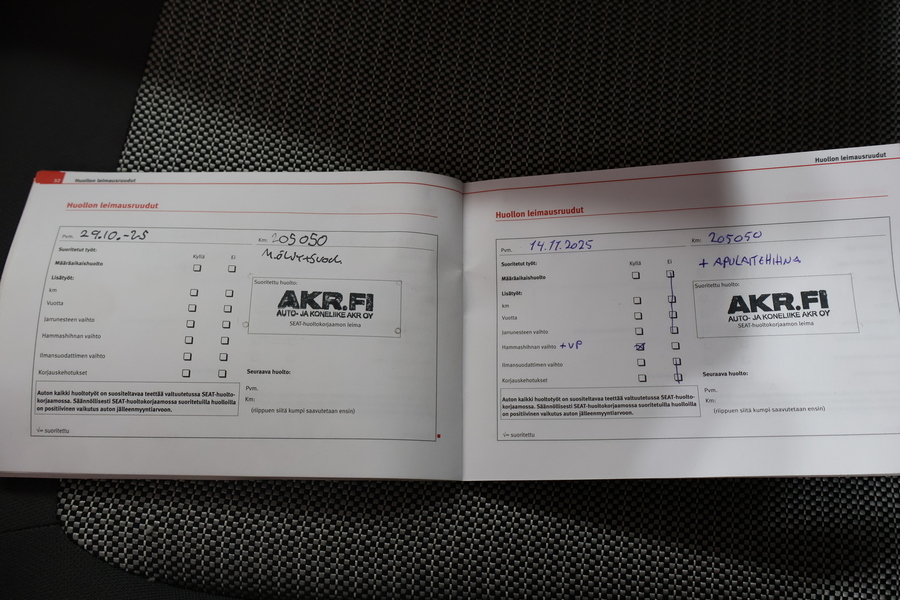 52 Huollon leimausruudut
Huollon leimausruudut
Pvm. 29.10.-25 Km: 205050
Suoritetut työt: Kyllä Ei
Määräaikaishuolto
Lisätyöt:
km
Vuotta
Jarrunesteen vaihto
Hammashihnan vaihto
Ilmansuodattimen vaihto
Korjauskehotukset
Suoritettu huolto:
AKR.FI
AUTO- JA KONELIIKE AKR OY
SEAT-huoltokorjaamon leima
Seuraava huolto:
Pvm.
Km:
(riippuen siitä kumpi saavutetaan ensin)
Auton kaikki huoltotyöt on suositeltavaa teettää valtuutetussa SEAT-huolto-
korjaamossa. Säännöllisesti SEAT-huoltokorjaamossa suoritetuilla huolloilla
on positiivinen vaikutus auton jälleenmyyntiarvoon.
√= suoritettu
Huollon leimausruudut
Huollon leimausruudut
Pvm. 14.11.2025 Km: 205050
Suoritetut työt: Kyllä Ei
+ APULAITEHIHNA
Määräaikaishuolto
Lisätyöt:
km
Vuotta
Jarrunesteen vaihto
Hammashihnan vaihto +VP
Ilmansuodattimen vaihto
Korjauskehotukset
Suoritettu huolto:
AKR.FI
AUTO- JA KONELIIKE AKR OY
SEAT-huoltokorjaamon leima
Seuraava huolto:
Pvm.
Km:
(riippuen siitä kumpi saavutetaan ensin)
Auton kaikki huoltotyöt on suositeltavaa teettää valtuutetussa SEAT-huolto-
korjaamossa. Säännöllisesti SEAT-huoltokorjaamossa suoritetuilla huolloilla
on positiivinen vaikutus auton jälleenmyyntiarvoon.
√= suoritettu